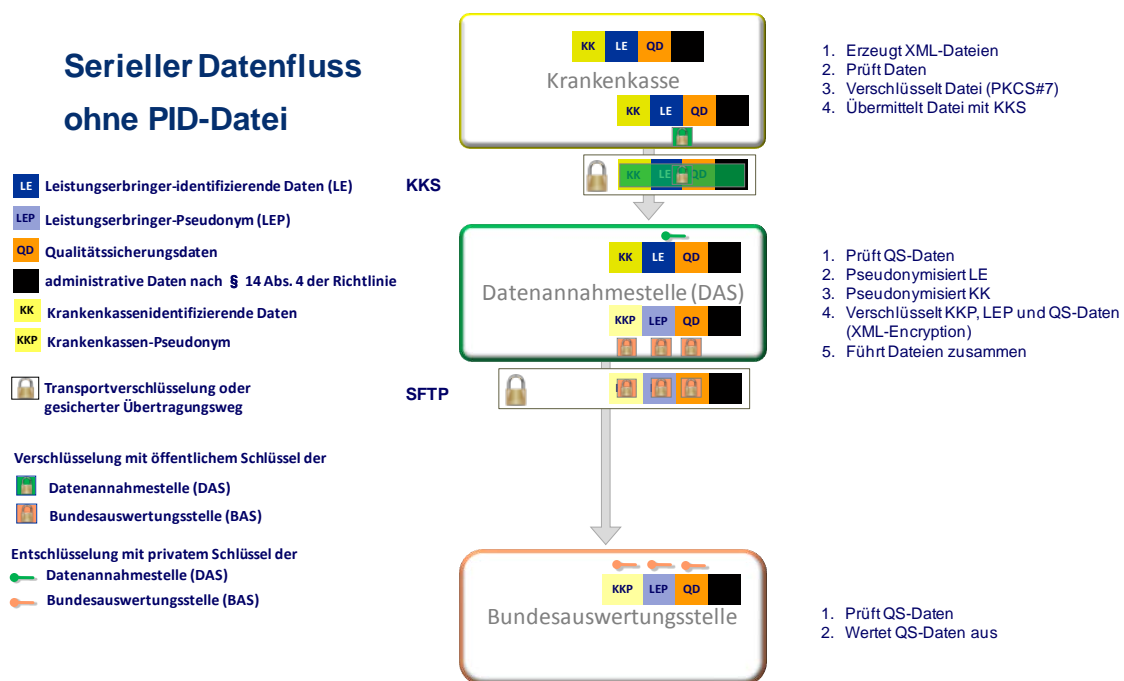 Serieller Datenfluss
ohne PID-Datei
KK LE QD
Krankenkasse
KK LE QD
1. Erzeugt XML-Dateien
2. Prüft Daten
3. Verschlüsselt Datei (PKCS#7)
4. Übermittelt Datei mit KKS
KKS
KK LE QD
LE Leistungserbringer-identifizierende Daten (LE)
LEP Leistungserbringer-Pseudonym (LEP)
QD Qualitätssicherungsdaten
administrative Daten nach § 14 Abs. 4 der Richtlinie
KK Krankenkassenidentifizierende Daten
KKP Krankenkassen-Pseudonym
Transportverschlüsselung oder
gesicherter Übertragungsweg
KK LE QD
Datenannahmestelle (DAS)
KKP LEP QD
1. Prüft QS-Daten
2. Pseudonymisiert LE
3. Pseudonymisiert KK
4. Verschlüsselt KKP, LEP und QS-Daten
(XML-Encryption)
5. Führt Dateien zusammen
SFTP
Verschlüsselung mit öffentlichem Schlüssel der
Datenannahmestelle (DAS)
Bundesauswertungsstelle (BAS)
Entschlüsselung mit privatem Schlüssel der
Datenannahmestelle (DAS)
Bundesauswertungsstelle (BAS)
KKP LEP QD
Bundesauswertungsstelle
1. Prüft QS-Daten
2. Wertet QS-Daten aus